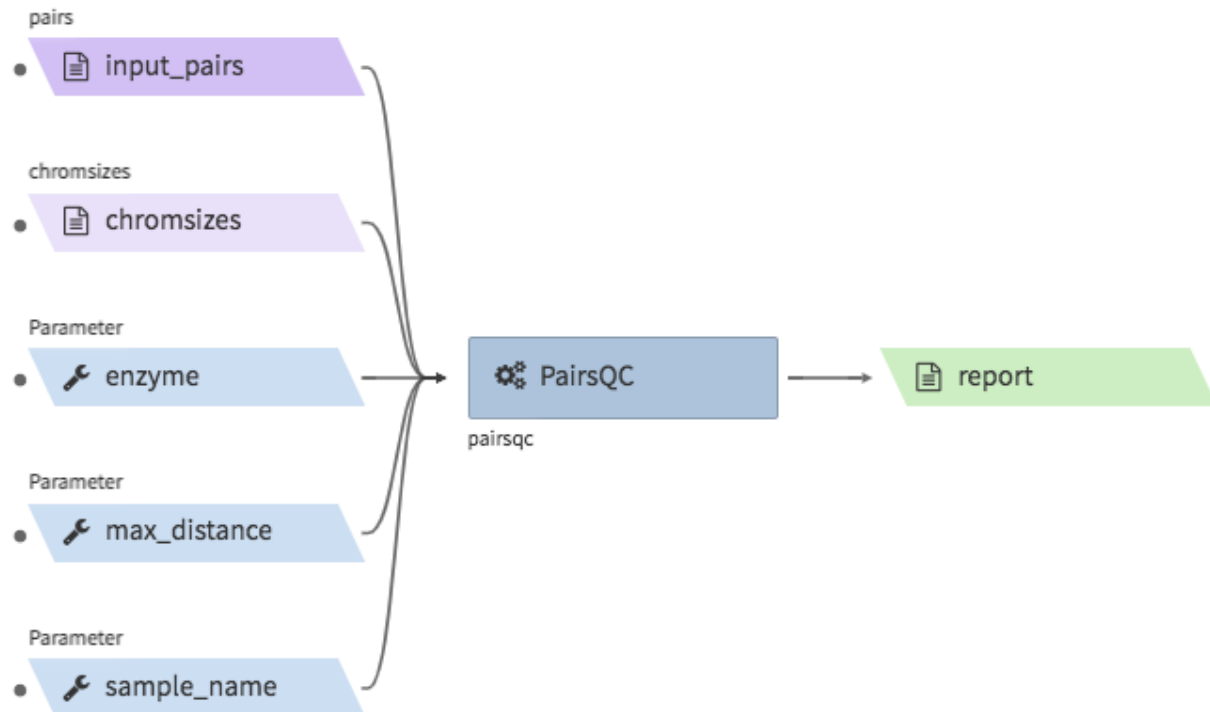 pairs
input_pairs
chromsizes
chromsizes
Parameter
enzyme
PairsQC
pairsqc
report
Parameter
max_distance
Parameter
sample_name